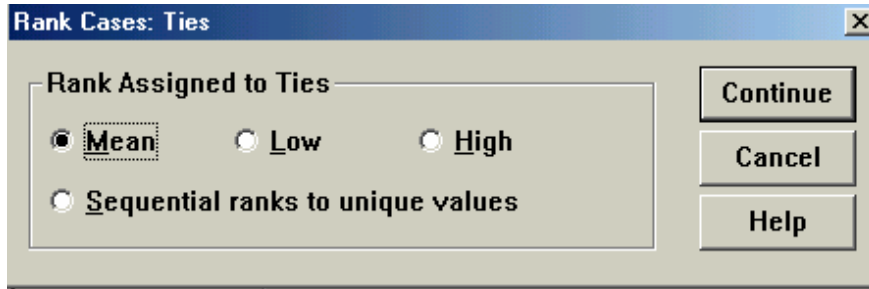 Rank Cases: Ties
Rank Assigned to Ties
Mean Low High
Sequential ranks to unique values
Continue
Cancel
Help